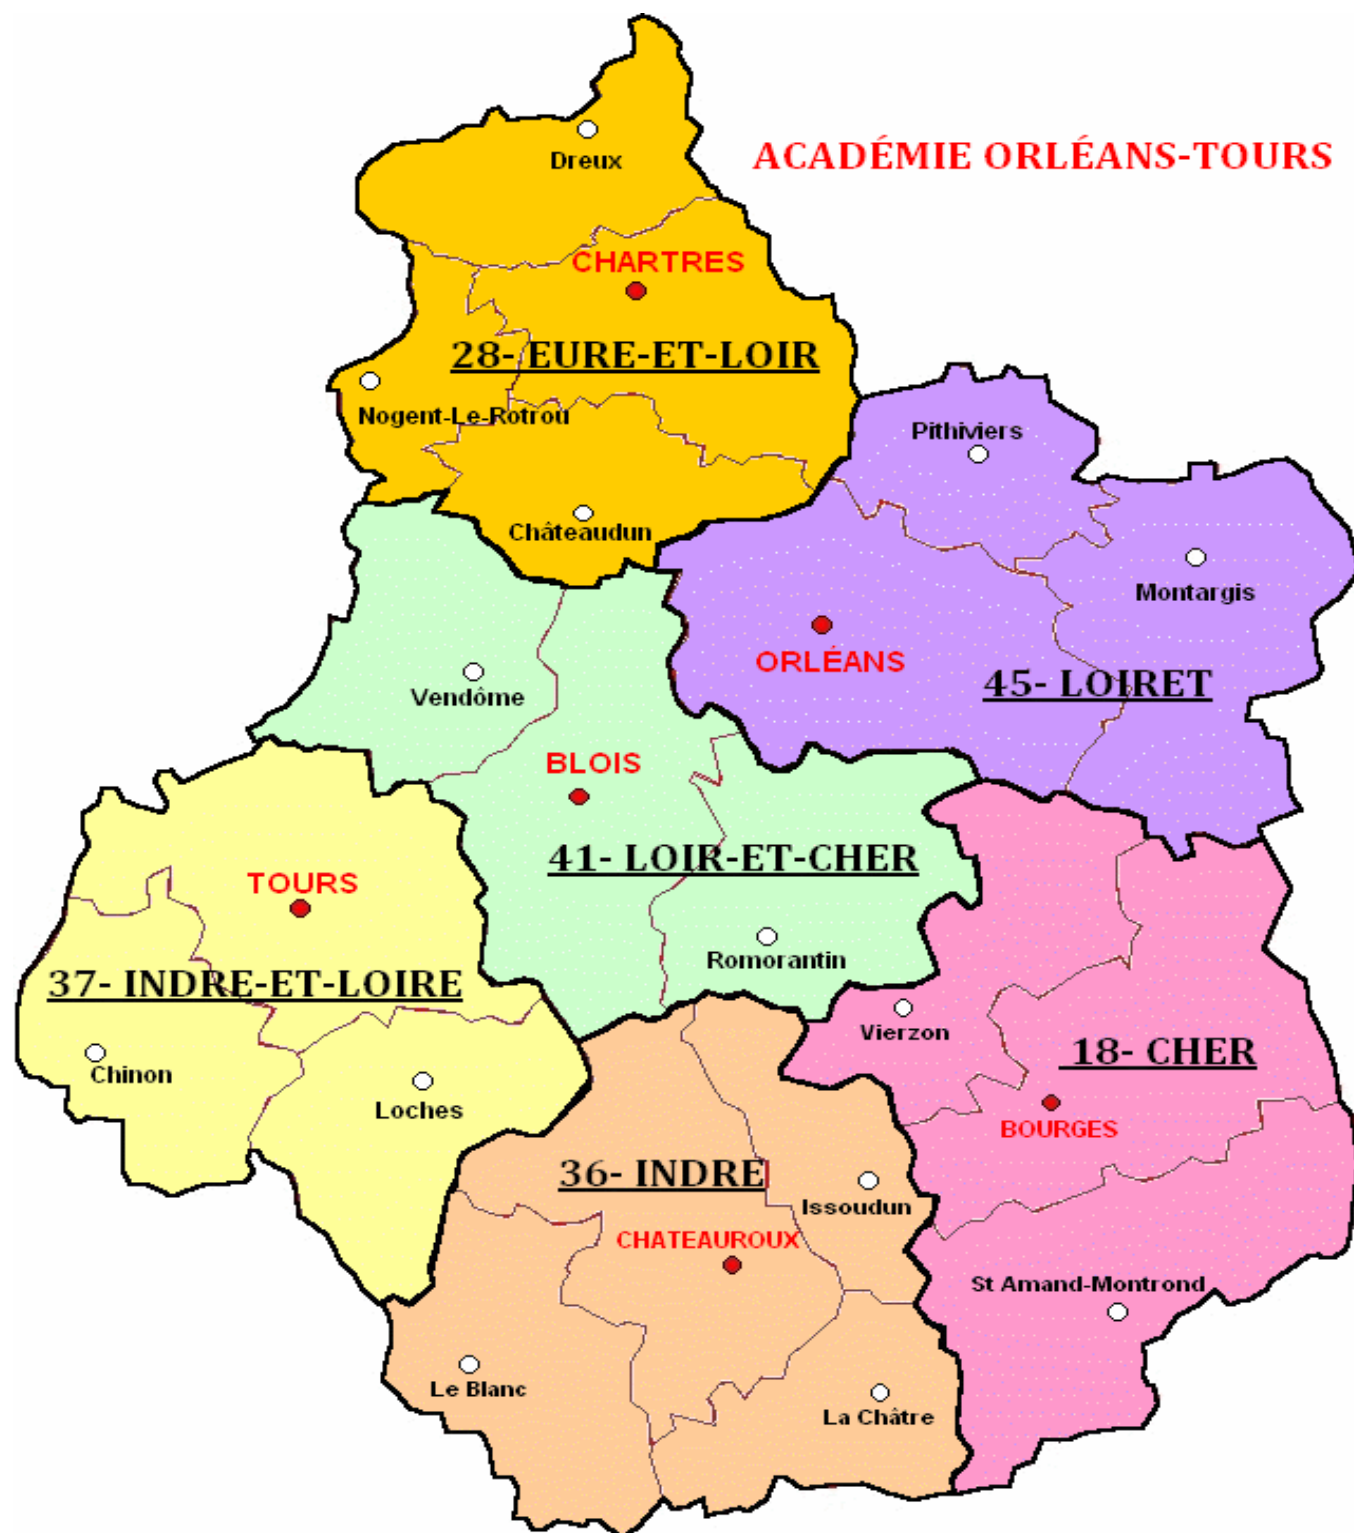 Dreux
ACADÉMIE ORLÉANS-TOURS
CHARTRES
28- EURE-ET-LOIR
Nogent-Le-Rotrou
Pithiviers
Châteaudun
Montargis
ORLÉANS
45- LOIRET
Vendôme
BLOIS
41- LOIR-ET-CHER
TOURS
Romorantin
37- INDRE-ET-LOIRE
Vierzon
18- CHER
Chinon
Loches
BOURGES
36- INDRE
Issoudun
CHATEAUROUX
St Amand-Montrond
Le Blanc
La Châtre